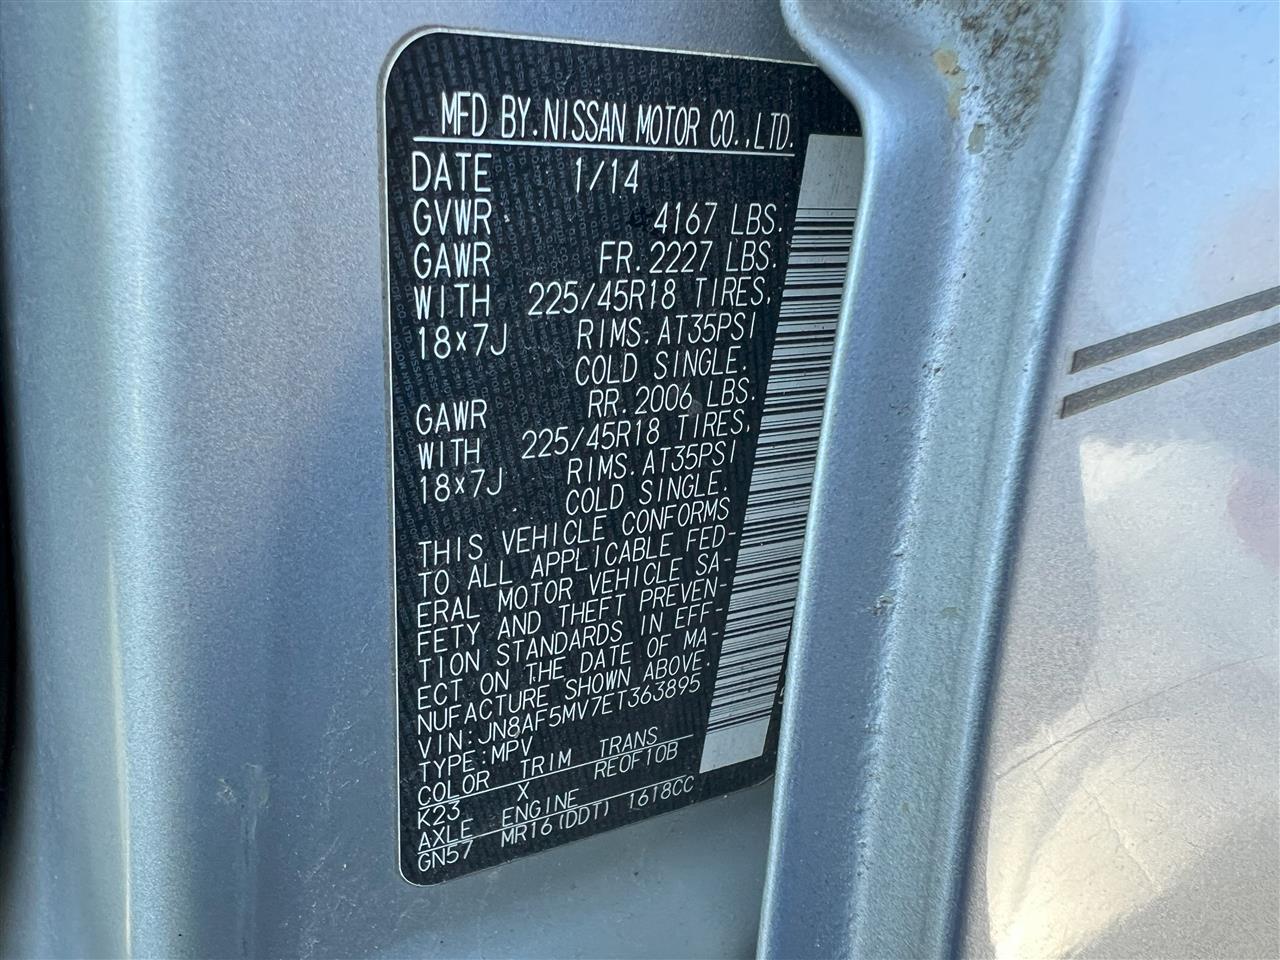 MFD BY. NISSAN MOTOR CO., LTD.
DATE 1/14
GVWR 4167 LBS.
GAWR FR. 2227 LBS.
WITH 225/45R18 TIRES,
18×7J RIMS. AT35PSI
COLD SINGLE.
GAWR RR. 2006 LBS.
WITH 225/45R18 TIRES,
18×7J RIMS. AT35PSI
COLD SINGLE.
THIS VEHICLE CONFORMS
TO ALL APPLICABLE FED-
ERAL MOTOR VEHICLE SA-
FETY AND THEFT PREVEN-
TION STANDARDS IN EFF-
ECT ON THE DATE OF MA-
NUFACTURE SHOWN ABOVE.
VIN: JN8AF5MV7ET363895
TYPE: MPV
COLOR TRIM TRANS
K23 X RE0F10B
AXLE ENGINE
GN57 MR16(DDT) 1618CC